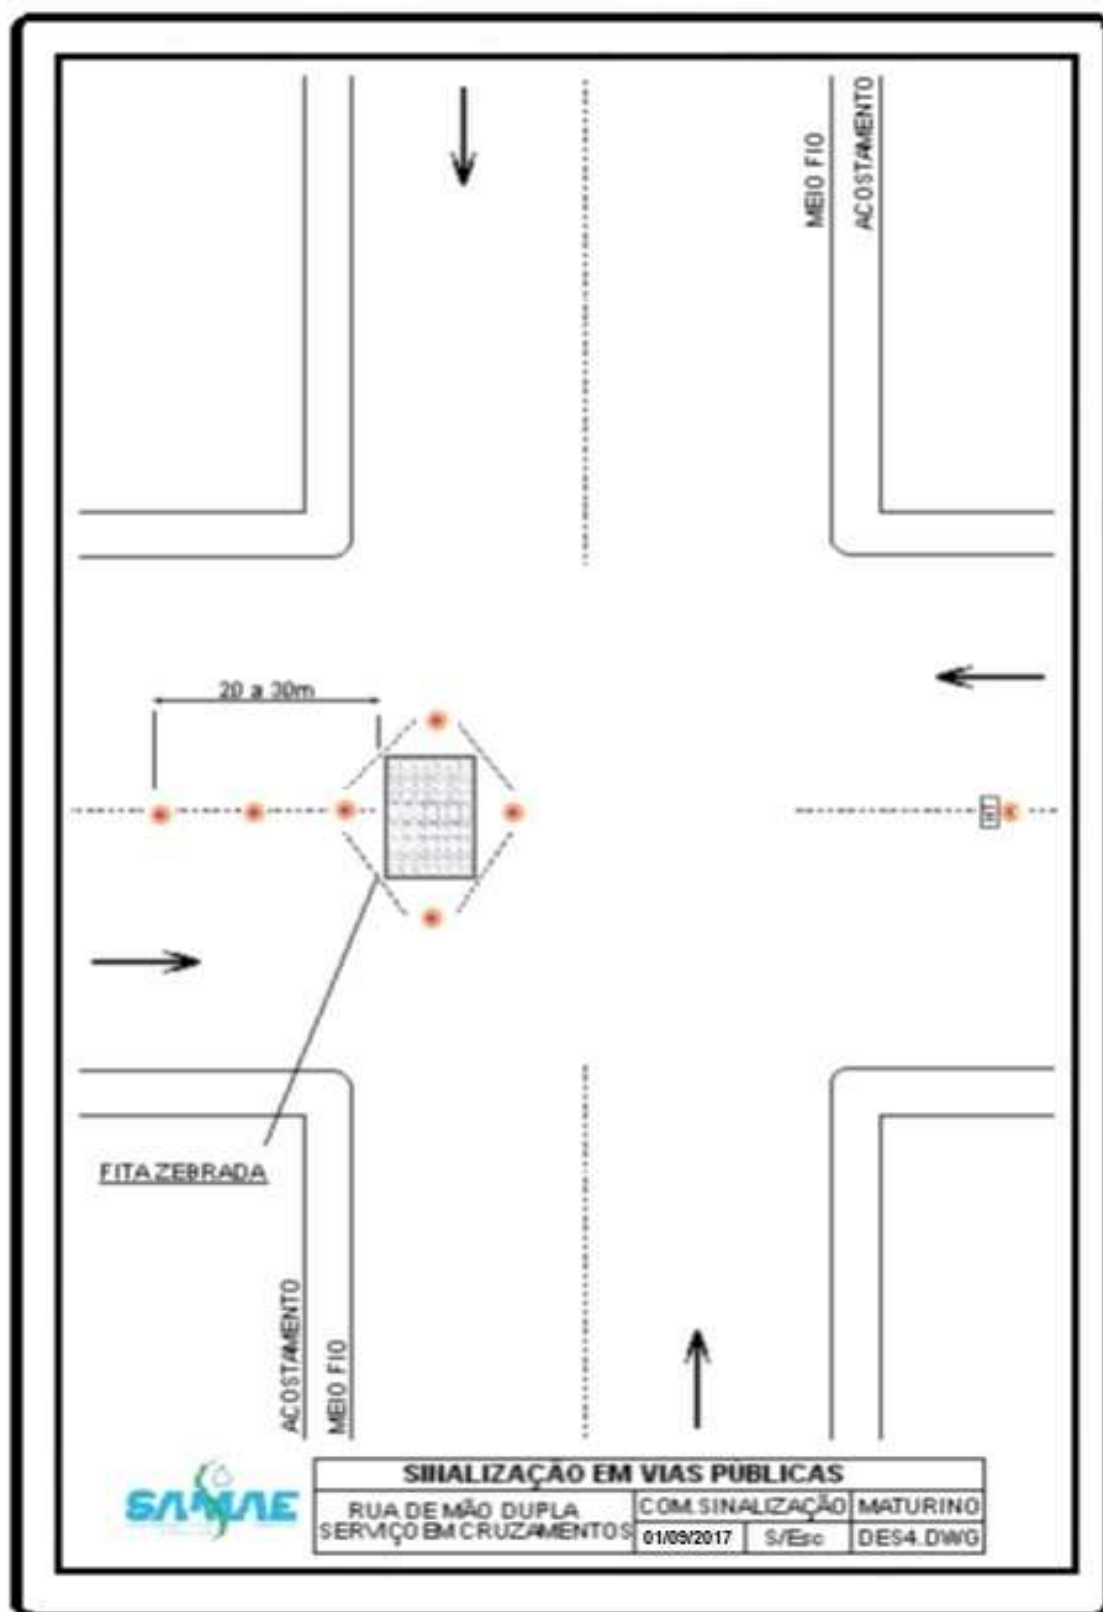 MEIO FIO
ACOSTAMENTO
20 a 30m
FITA ZEBRADA
ACOSTAMENTO
MEIO FIO
SAMAE
SINALIZAÇÃO EM VIAS PÚBLICAS
RUA DE MÃO DUPLA
SERVIÇO EM CRUZAMENTOS
COM. SINALIZAÇÃO
MATURINO
01/09/2017
S/Esc
DES4.DWG